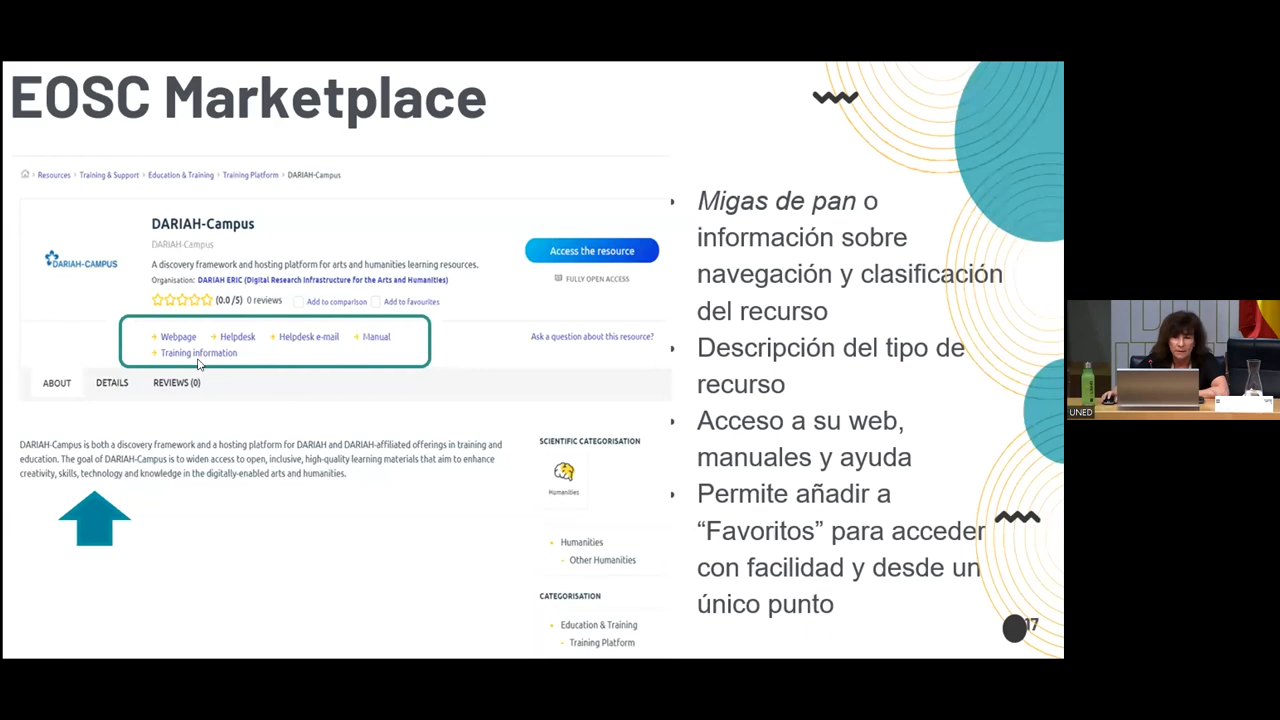 EOSC Marketplace
Resources › Training & Support › Education & Training › Training Platform › DARIAH-Campus
DARIAH-CAMPUS
DARIAH-Campus
DARIAH-Campus
A discovery framework and hosting platform for arts and humanities learning resources.
Organisation: DARIAH ERIC (Digital Research Infrastructure for the Arts and Humanities)
(0.0 /5) 0 reviews Add to comparison Add to favourites
Access the resource
FULLY OPEN ACCESS
+ Webpage + Helpdesk + Helpdesk e-mail + Manual
+ Training information
Ask a question about this resource?
ABOUT DETAILS REVIEWS (0)
DARIAH-Campus is both a discovery framework and a hosting platform for DARIAH and DARIAH-affiliated offerings in training and
education. The goal of DARIAH-Campus is to widen access to open, inclusive, high-quality learning materials that aim to enhance
creativity, skills, technology and knowledge in the digitally-enabled arts and humanities.
SCIENTIFIC CATEGORISATION
Humanities
Humanities
Other Humanities
CATEGORISATION
Education & Training
Training Platform
• Migas de pan o
información sobre
navegación y clasificación
del recurso
• Descripción del tipo de
recurso
• Acceso a su web,
manuales y ayuda
• Permite añadir a
“Favoritos” para acceder
con facilidad y desde un
único punto
17
UNED